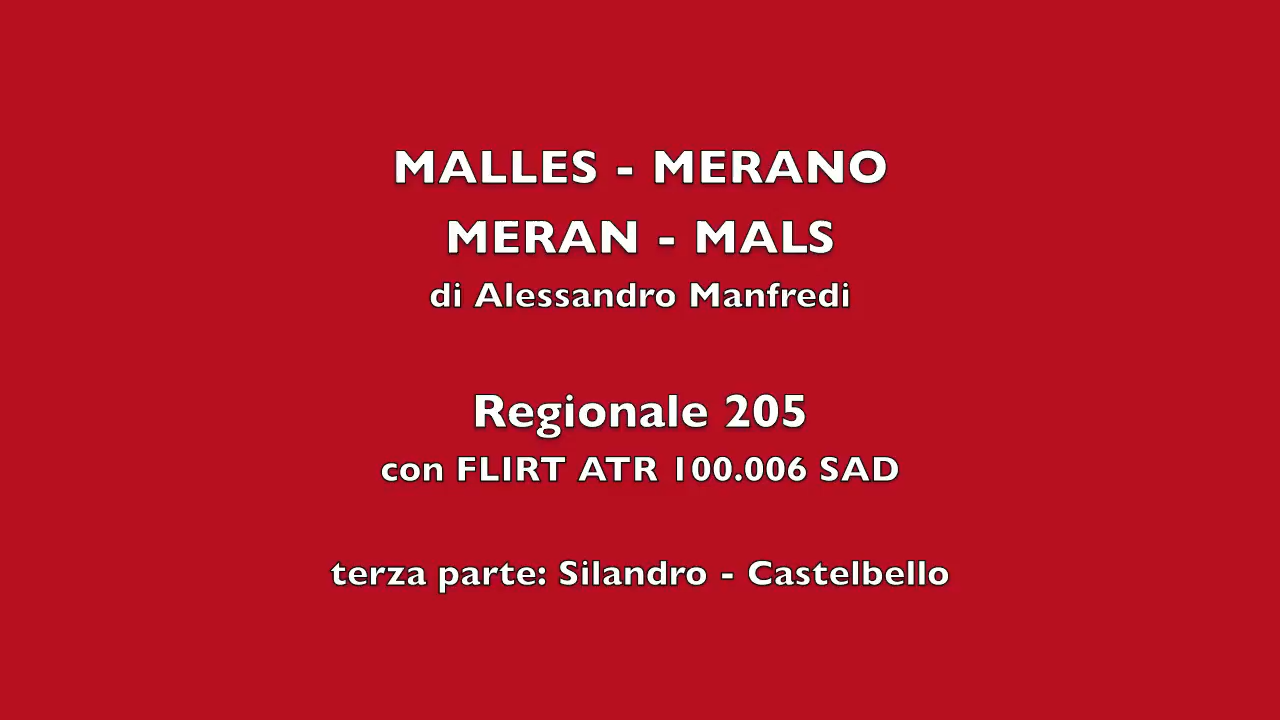 MALLES - MERANO
MERAN - MALS
di Alessandro Manfredi
Regionale 205
con FLIRT ATR 100.006 SAD
terza parte: Silandro - Castelbello